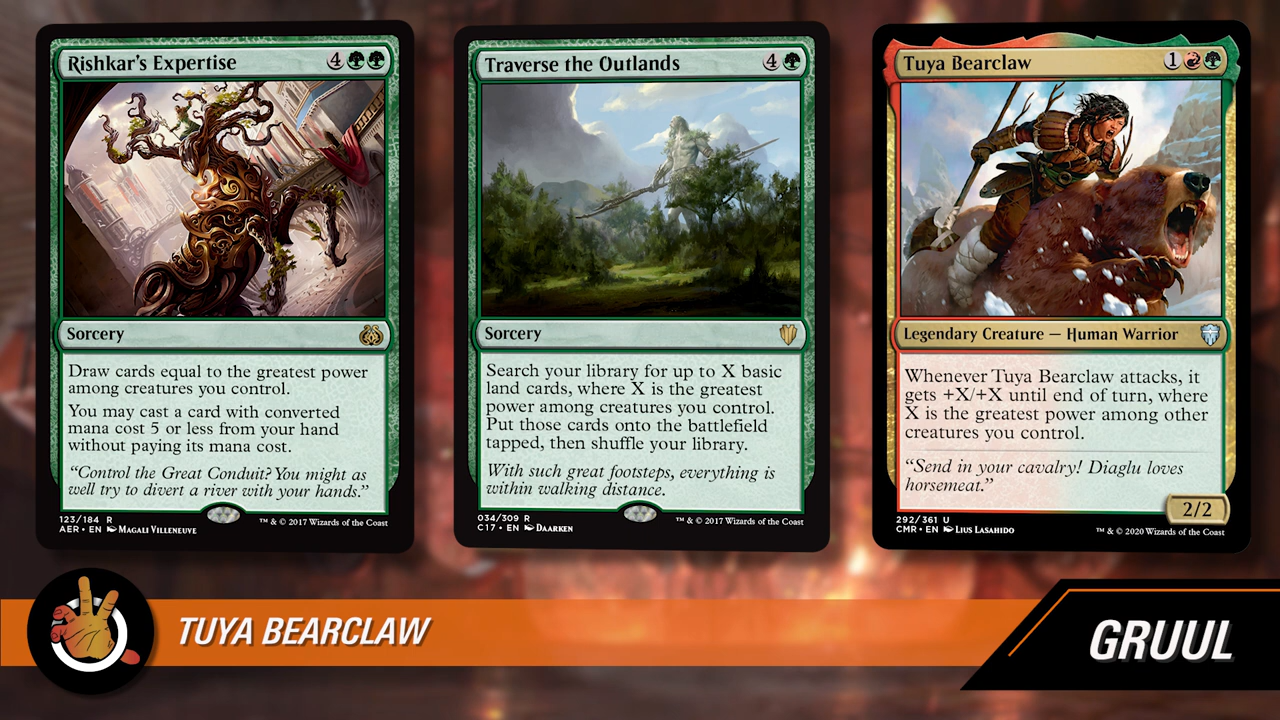 Rishkar's Expertise 4
Sorcery
Draw cards equal to the greatest power
among creatures you control.
You may cast a card with converted
mana cost 5 or less from your hand
without paying its mana cost.
"Control the Great Conduit? You might as
well try to divert a river with your hands."
123/184 R
AER • EN Magali Villeneuve
™ & © 2017 Wizards of the Coast
Traverse the Outlands 4
Sorcery
Search your library for up to X basic
land cards, where X is the greatest
power among creatures you control.
Put those cards onto the battlefield
tapped, then shuffle your library.
With such great footsteps, everything is
within walking distance.
034/309 R
C17 • EN Daarken
™ & © 2017 Wizards of the Coast
Tuya Bearclaw 1
Legendary Creature — Human Warrior
Whenever Tuya Bearclaw attacks, it
gets +X/+X until end of turn, where
X is the greatest power among other
creatures you control.
"Send in your cavalry! Diaglu loves
horsemeat."
2/2
292/361 U
CMR • EN Lius Lasahido
™ & © 2020 Wizards of the Coast
TUYA BEARCLAW
GRUUL